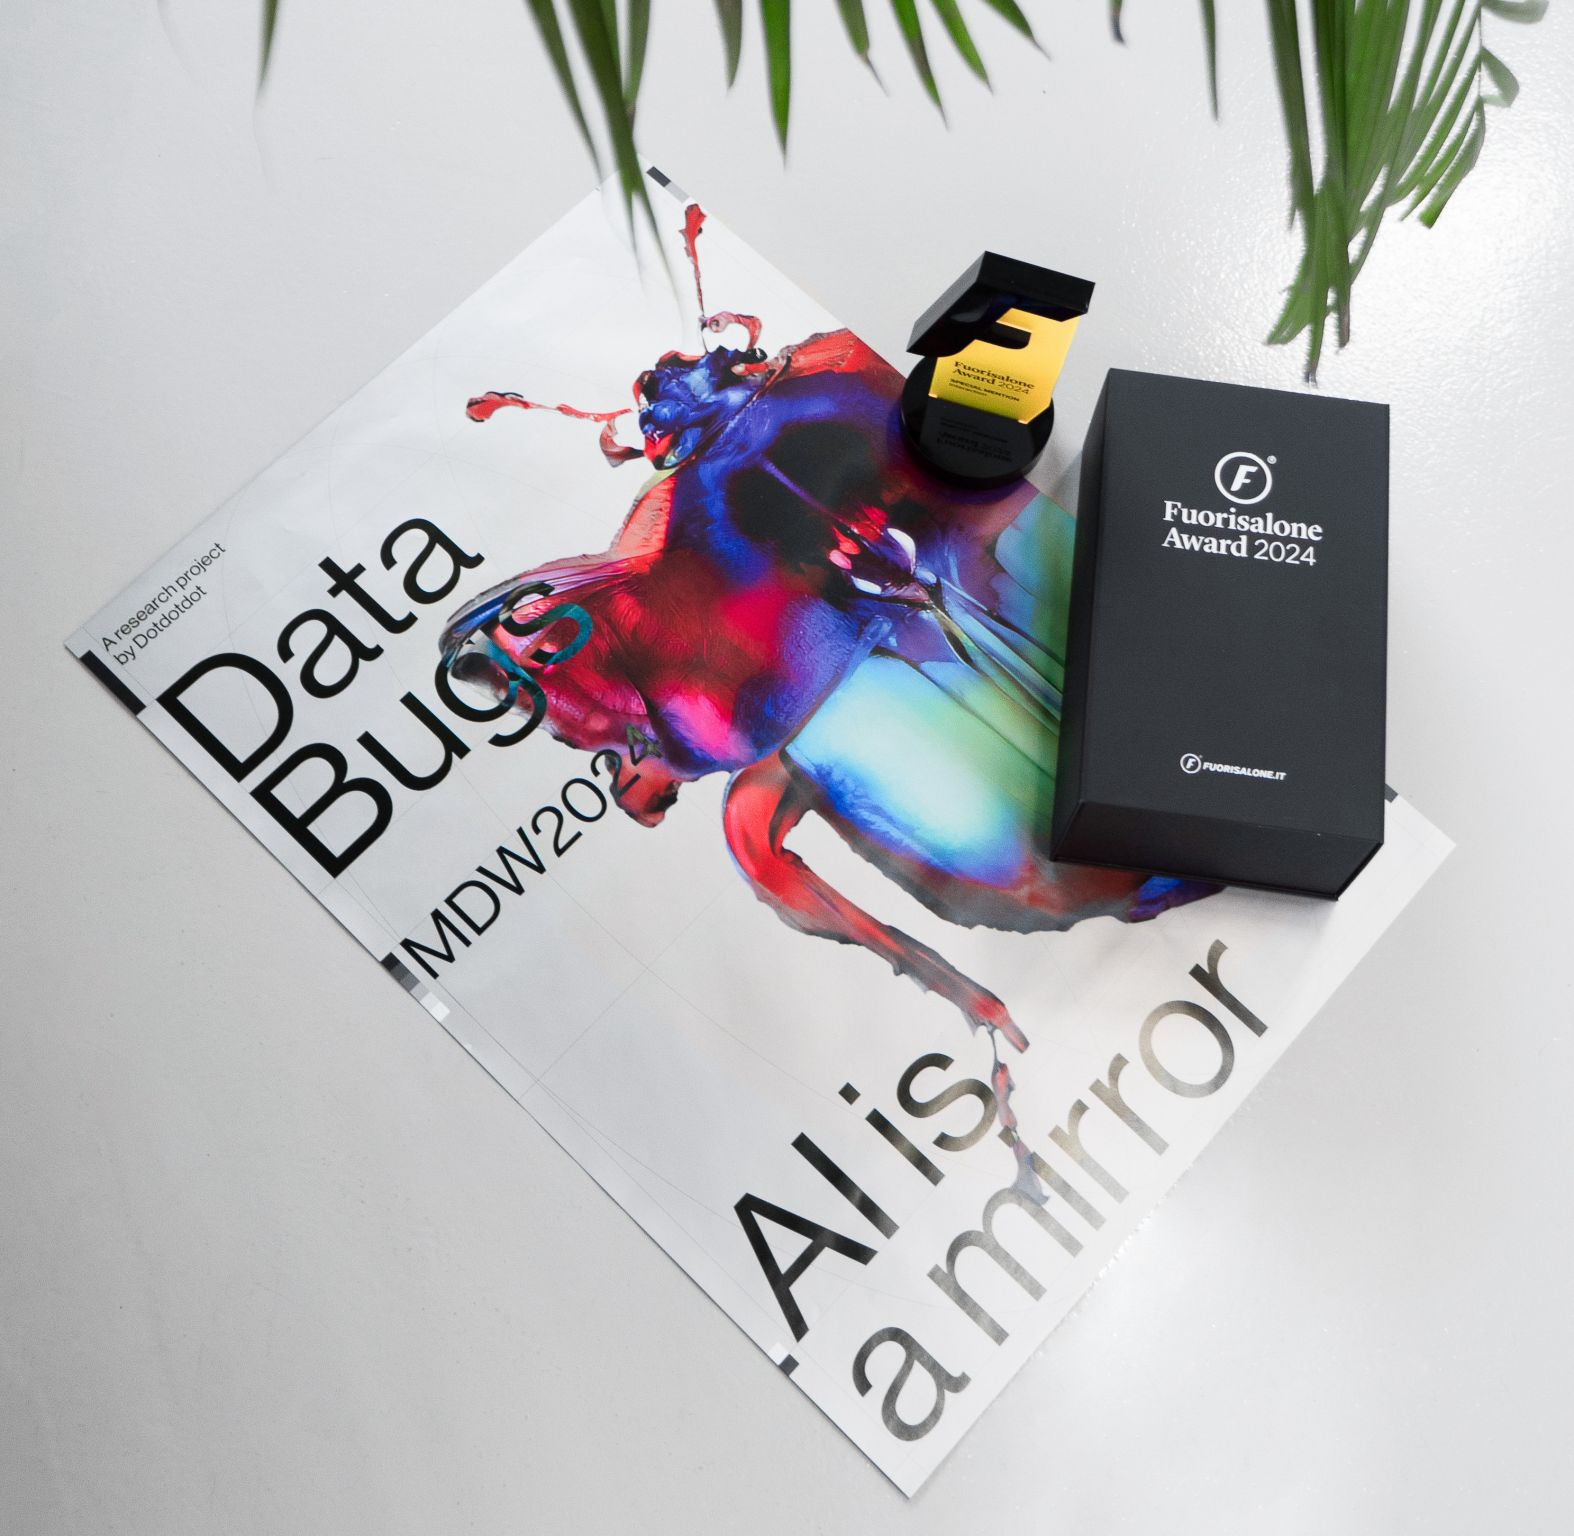 A research project
by Dotdotdot
Data
Bugs
MDW2024
AI is
a mirror
Fuorisalone
Award 2024
SPECIAL MENTION
Interaction
F
Fuorisalone
Award 2024
F FUORISALONE.IT